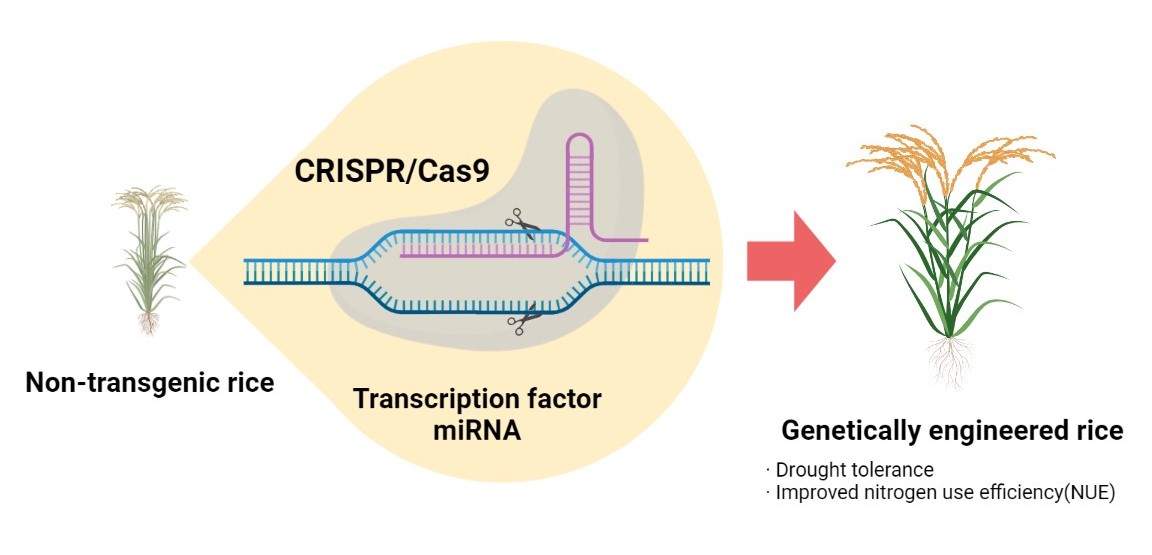 CRISPR/Cas9
Non-transgenic rice
Transcription factor
miRNA
Genetically engineered rice
· Drought tolerance
· Improved nitrogen use efficiency(NUE)